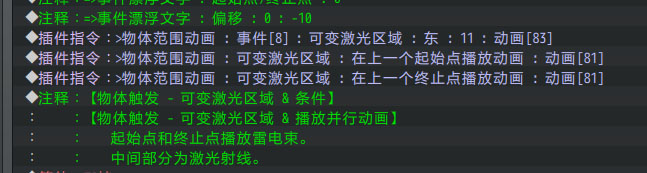 ◆注释：=>事件漂浮文字 : 偏移 : 0 : -10
◆插件指令：>物体范围动画 : 事件[8] : 可变激光区域 : 东 : 11 : 动画[83]
◆插件指令：>物体范围动画 : 可变激光区域 : 在上一个起始点播放动画 : 动画[81]
◆插件指令：>物体范围动画 : 可变激光区域 : 在上一个终止点播放动画 : 动画[81]
◆注释：【物体触发 - 可变激光区域 & 条件】
：　　：【物体触发 - 可变激光区域 & 播放并行动画】
：　　：　　起始点和终止点播放雷电束。
：　　：　　中间部分为激光射线。